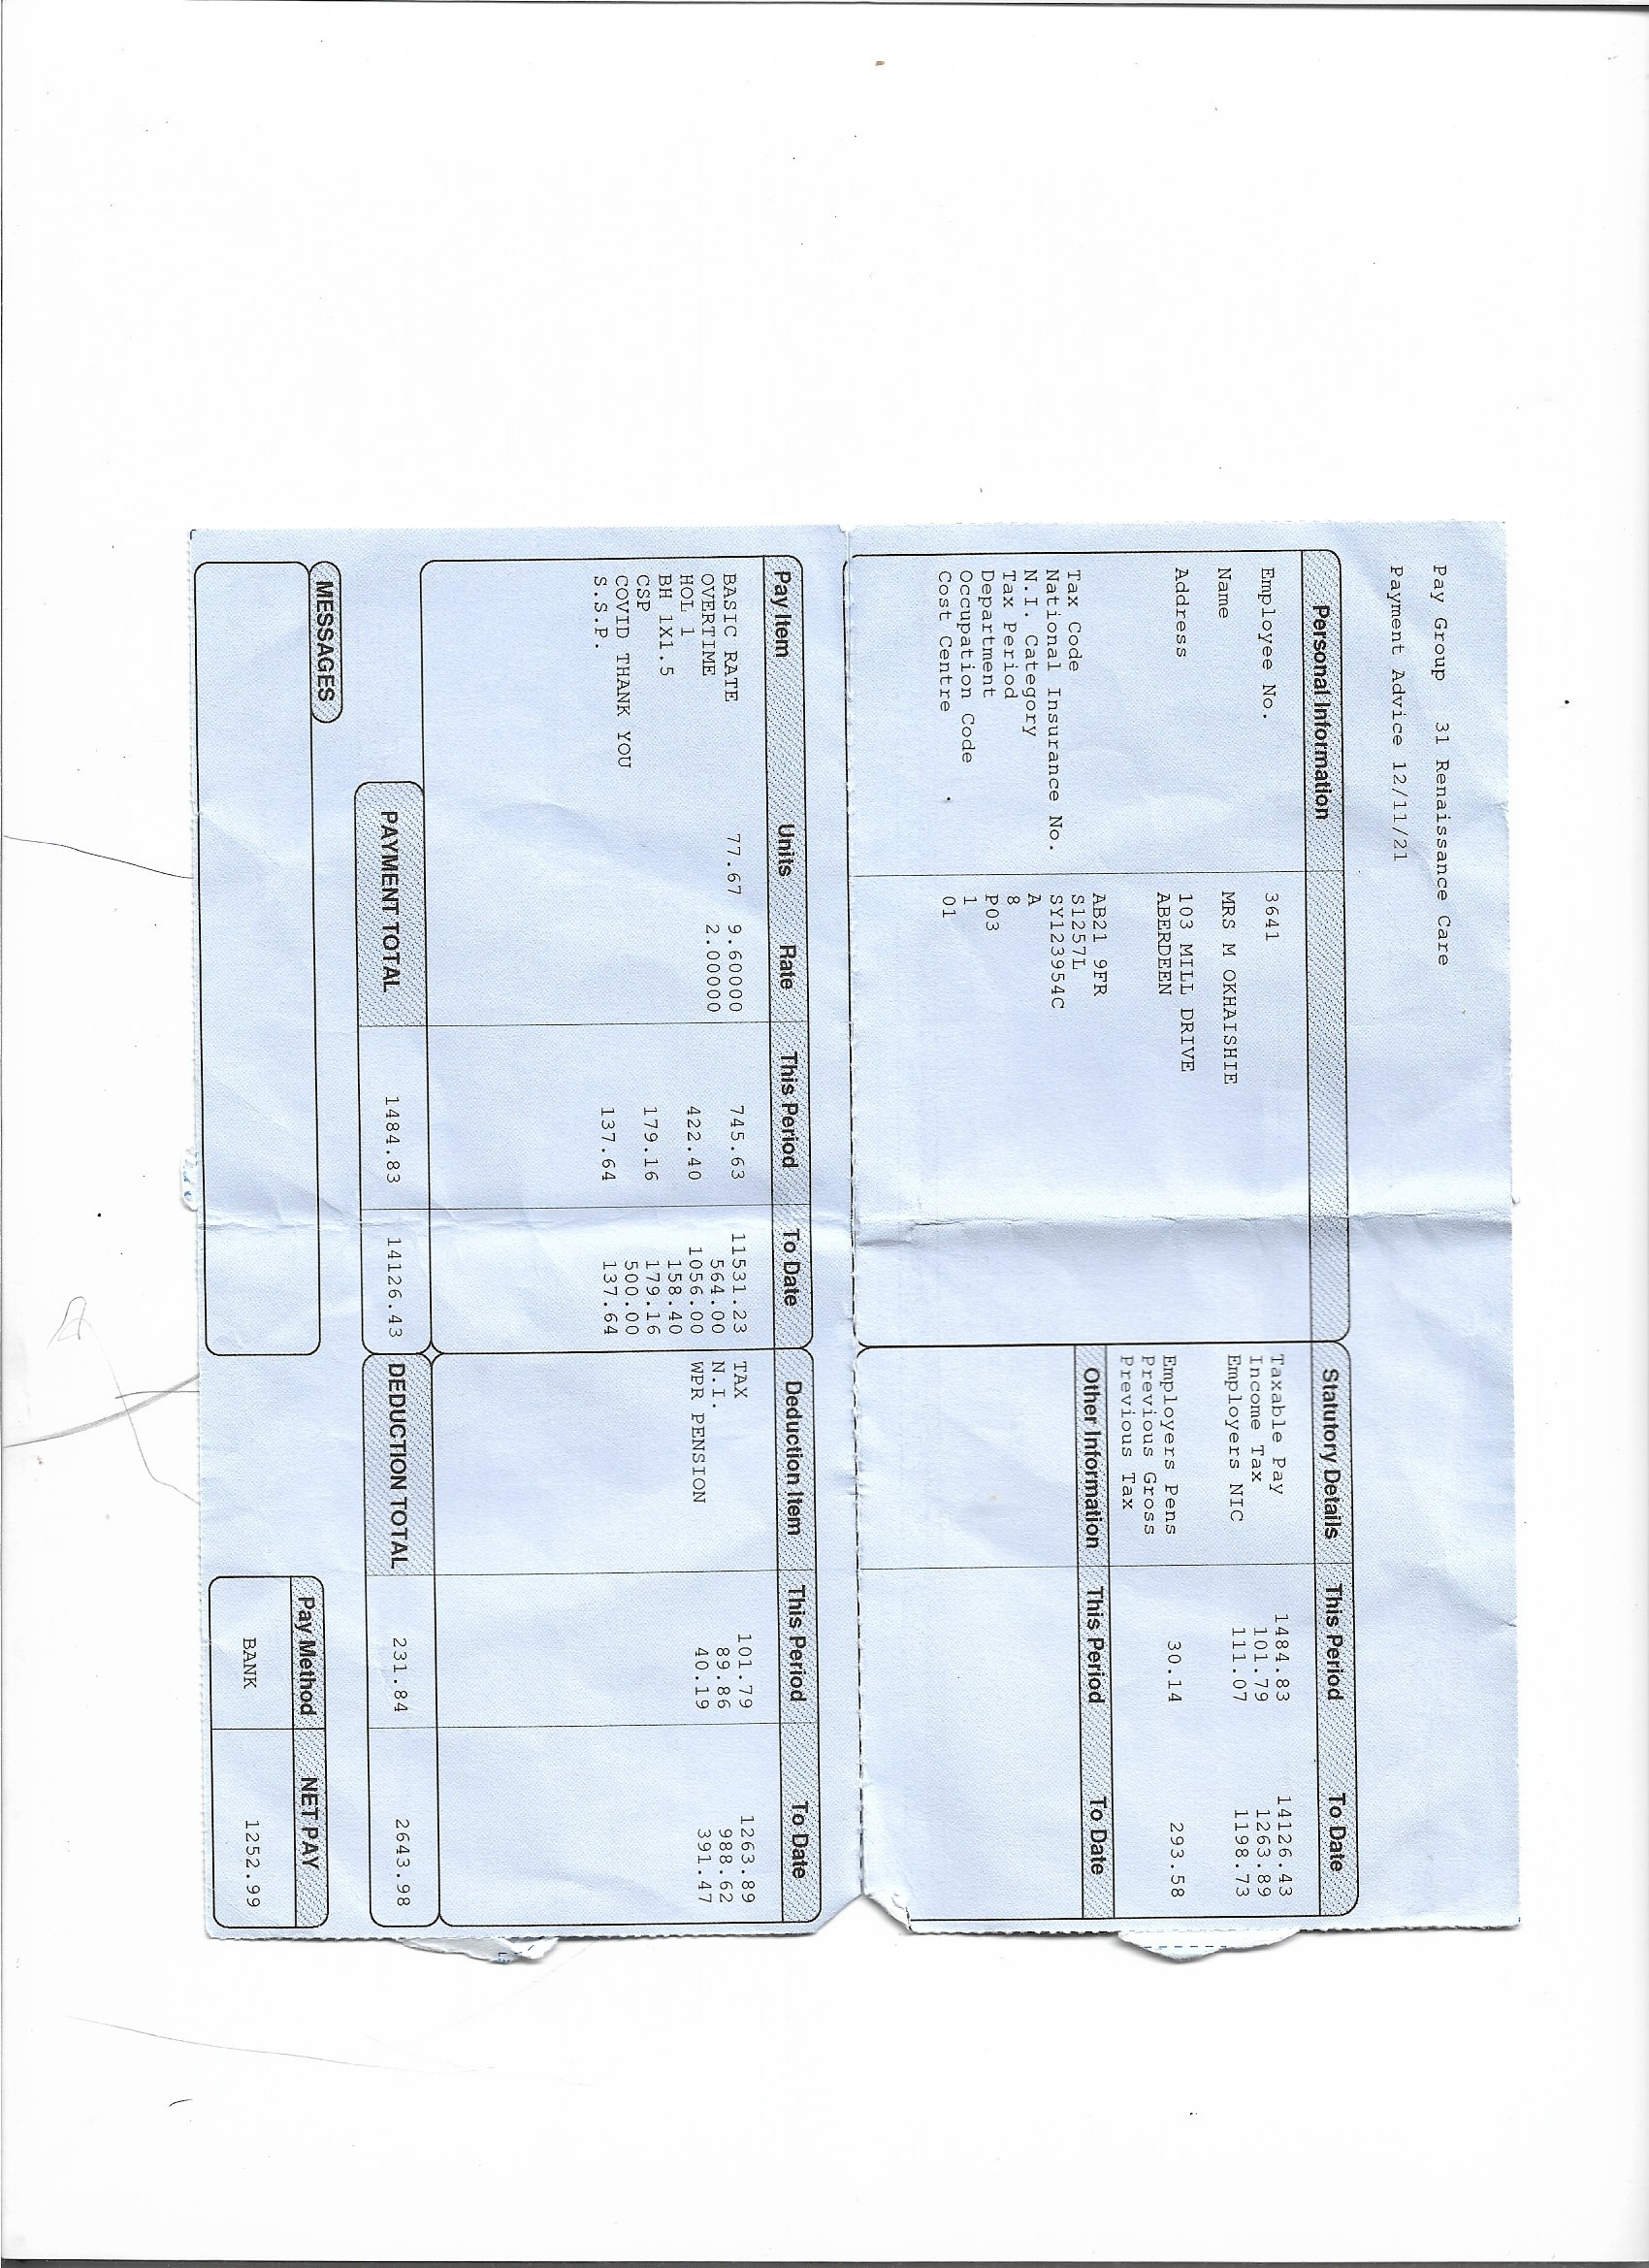 Pay Group 31 Renaissance Care
Payment Advice 12/11/21
Personal Information
Employee No. 3641
Name MRS M OKHAISHIE
Address 103 MILL DRIVE
ABERDEEN
AB21 9FR
Tax Code S1257L
National Insurance No. SY123954C
N.I. Category A
Tax Period 8
Department P03
Occupation Code 1
Cost Centre 01
Statutory Details This Period To Date
Taxable Pay 1484.83 14126.43
Income Tax 101.79 1263.89
Employers NIC 111.07 1198.73
Employers Pens 30.14 293.58
Previous Gross
Previous Tax
Other Information This Period To Date
Pay Item Units Rate This Period To Date
BASIC RATE 77.67 9.60000 745.63 11531.23
OVERTIME 2.00000 564.00
HOL 1 422.40 1056.00
BH 1X1.5 158.40
CSP 179.16 179.16
COVID THANK YOU 500.00
S.S.P. 137.64 137.64
PAYMENT TOTAL 1484.83 14126.43
Deduction Item This Period To Date
TAX 101.79 1263.89
N.I. 89.86 988.62
WPR PENSION 40.19 391.47
DEDUCTION TOTAL 231.84 2643.98
MESSAGES
Pay Method NET PAY
BANK 1252.99